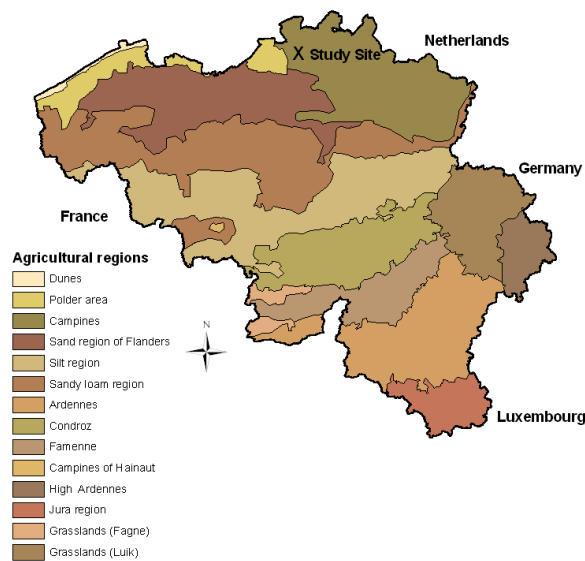 Netherlands
X Study Site
Germany
France
Agricultural regions
Dunes
Polder area
Campines
Sand region of Flanders
Silt region
Sandy loam region
Ardennes
Condroz
Famenne
Campines of Hainaut
High Ardennes
Jura region
Grasslands (Fagne)
Grasslands (Luik)
N
Luxembourg